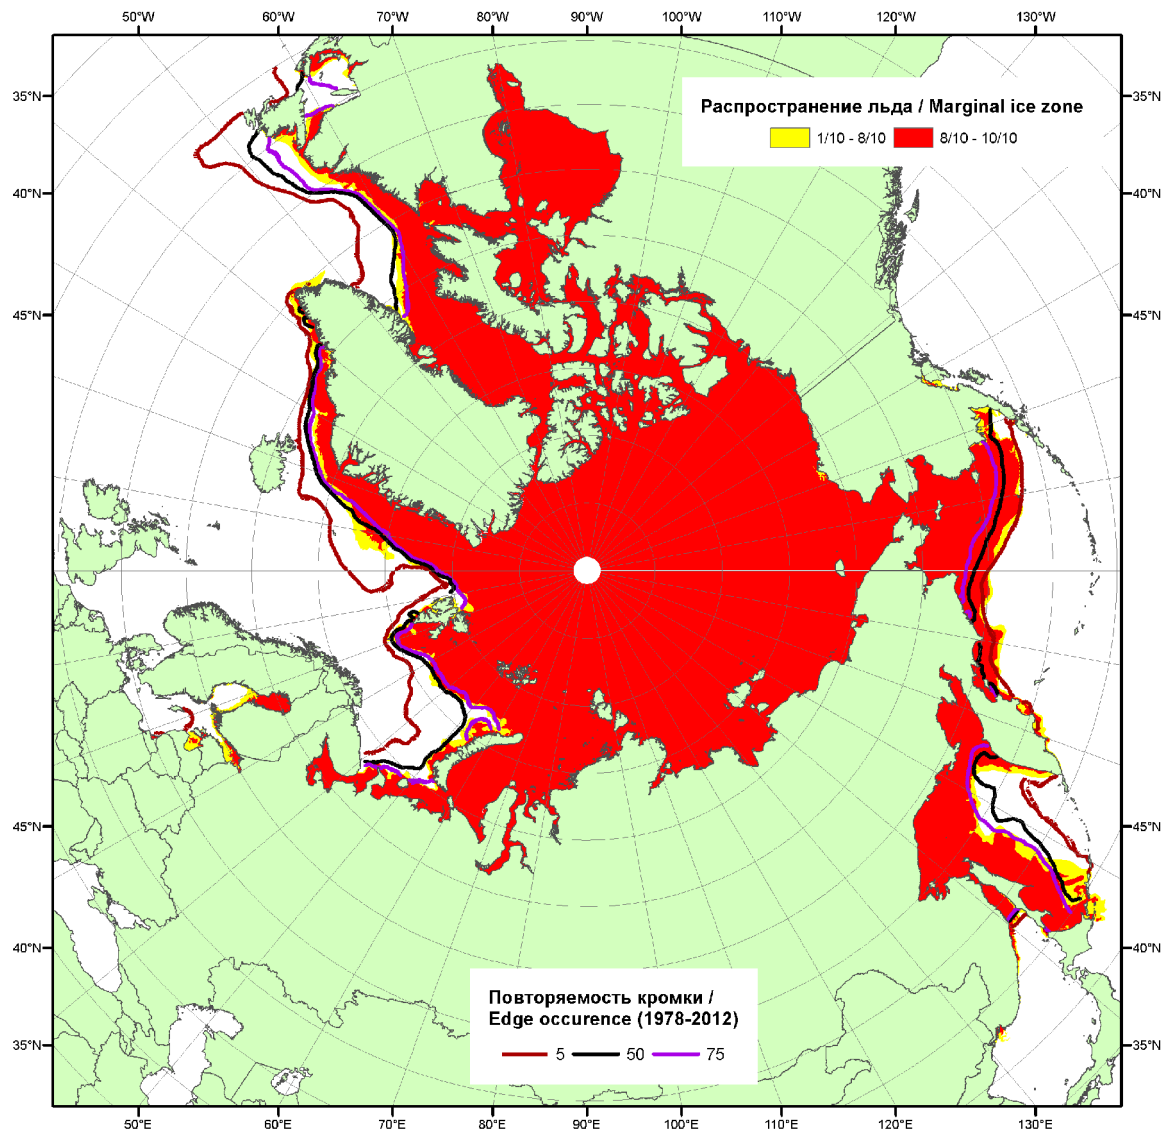 50°W 60°W 70°W 80°W 90°W 100°W 110°W 120°W 130°W
35°N 35°N
Распространение льда / Marginal ice zone
1/10 - 8/10 8/10 - 10/10
40°N 40°N
45°N 45°N
45°N 45°N
40°N 40°N
Повторяемость кромки /
Edge occurence (1978-2012)
5 50 75
35°N 35°N
50°E 60°E 70°E 80°E 90°E 100°E 110°E 120°E 130°E